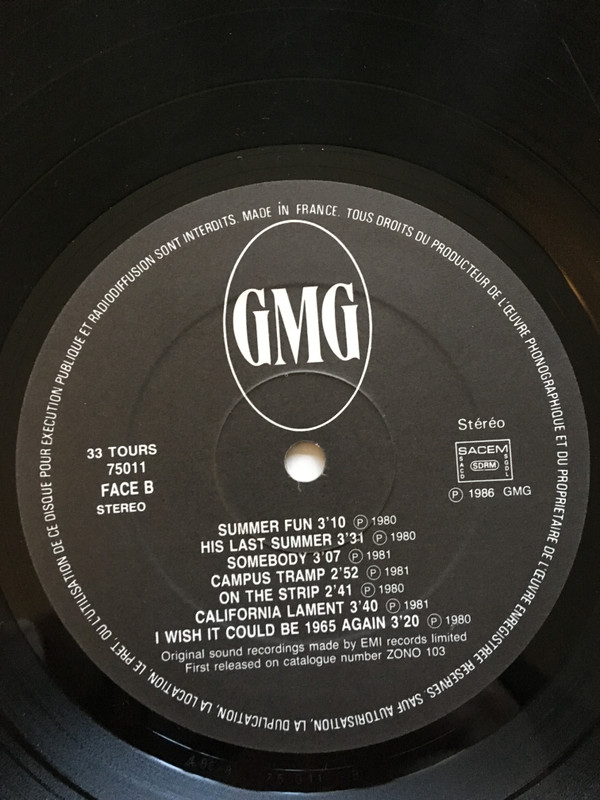 SONT INTERDITS. MADE IN FRANCE. TOUS DROITS DU PRODUCTEUR DE L'ŒUVRE PHONOGRAPHIQUE ET DU PROPRIETAIRE DE L'ŒUVRE ENREGISTREE RESERVES. SAUF AUTORISATION, LA DUPLICATION, LA LOCATION, LE PRET, OU L'UTILISATION DE CE DISQUE POUR EXECUTION PUBLIQUE ET RADIODIFFUSION
GMG
33 TOURS
75011
FACE B
STEREO
Stéréo
SACEM
SACD
SDRM
SGDL
℗ 1986 GMG
SUMMER FUN 3'10 ℗ 1980
HIS LAST SUMMER 3'31 ℗ 1980
SOMEBODY 3'07 ℗ 1981
CAMPUS TRAMP 2'52 ℗ 1981
ON THE STRIP 2'41 ℗ 1980
CALIFORNIA LAMENT 3'40 ℗ 1981
I WISH IT COULD BE 1965 AGAIN 3'20 ℗ 1980
Original sound recordings made by EMI records limited
First released on catalogue number ZONO 103